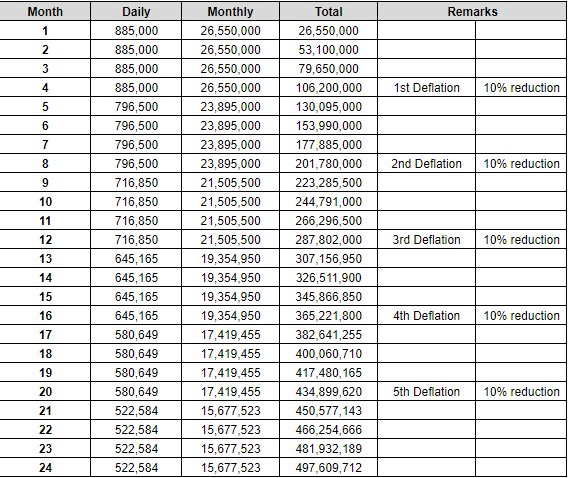 Month Daily Monthly Total Remarks
1 885,000 26,550,000 26,550,000
2 885,000 26,550,000 53,100,000
3 885,000 26,550,000 79,650,000
4 885,000 26,550,000 106,200,000 1st Deflation 10% reduction
5 796,500 23,895,000 130,095,000
6 796,500 23,895,000 153,990,000
7 796,500 23,895,000 177,885,000
8 796,500 23,895,000 201,780,000 2nd Deflation 10% reduction
9 716,850 21,505,500 223,285,500
10 716,850 21,505,500 244,791,000
11 716,850 21,505,500 266,296,500
12 716,850 21,505,500 287,802,000 3rd Deflation 10% reduction
13 645,165 19,354,950 307,156,950
14 645,165 19,354,950 326,511,900
15 645,165 19,354,950 345,866,850
16 645,165 19,354,950 365,221,800 4th Deflation 10% reduction
17 580,649 17,419,455 382,641,255
18 580,649 17,419,455 400,060,710
19 580,649 17,419,455 417,480,165
20 580,649 17,419,455 434,899,620 5th Deflation 10% reduction
21 522,584 15,677,523 450,577,143
22 522,584 15,677,523 466,254,666
23 522,584 15,677,523 481,932,189
24 522,584 15,677,523 497,609,712